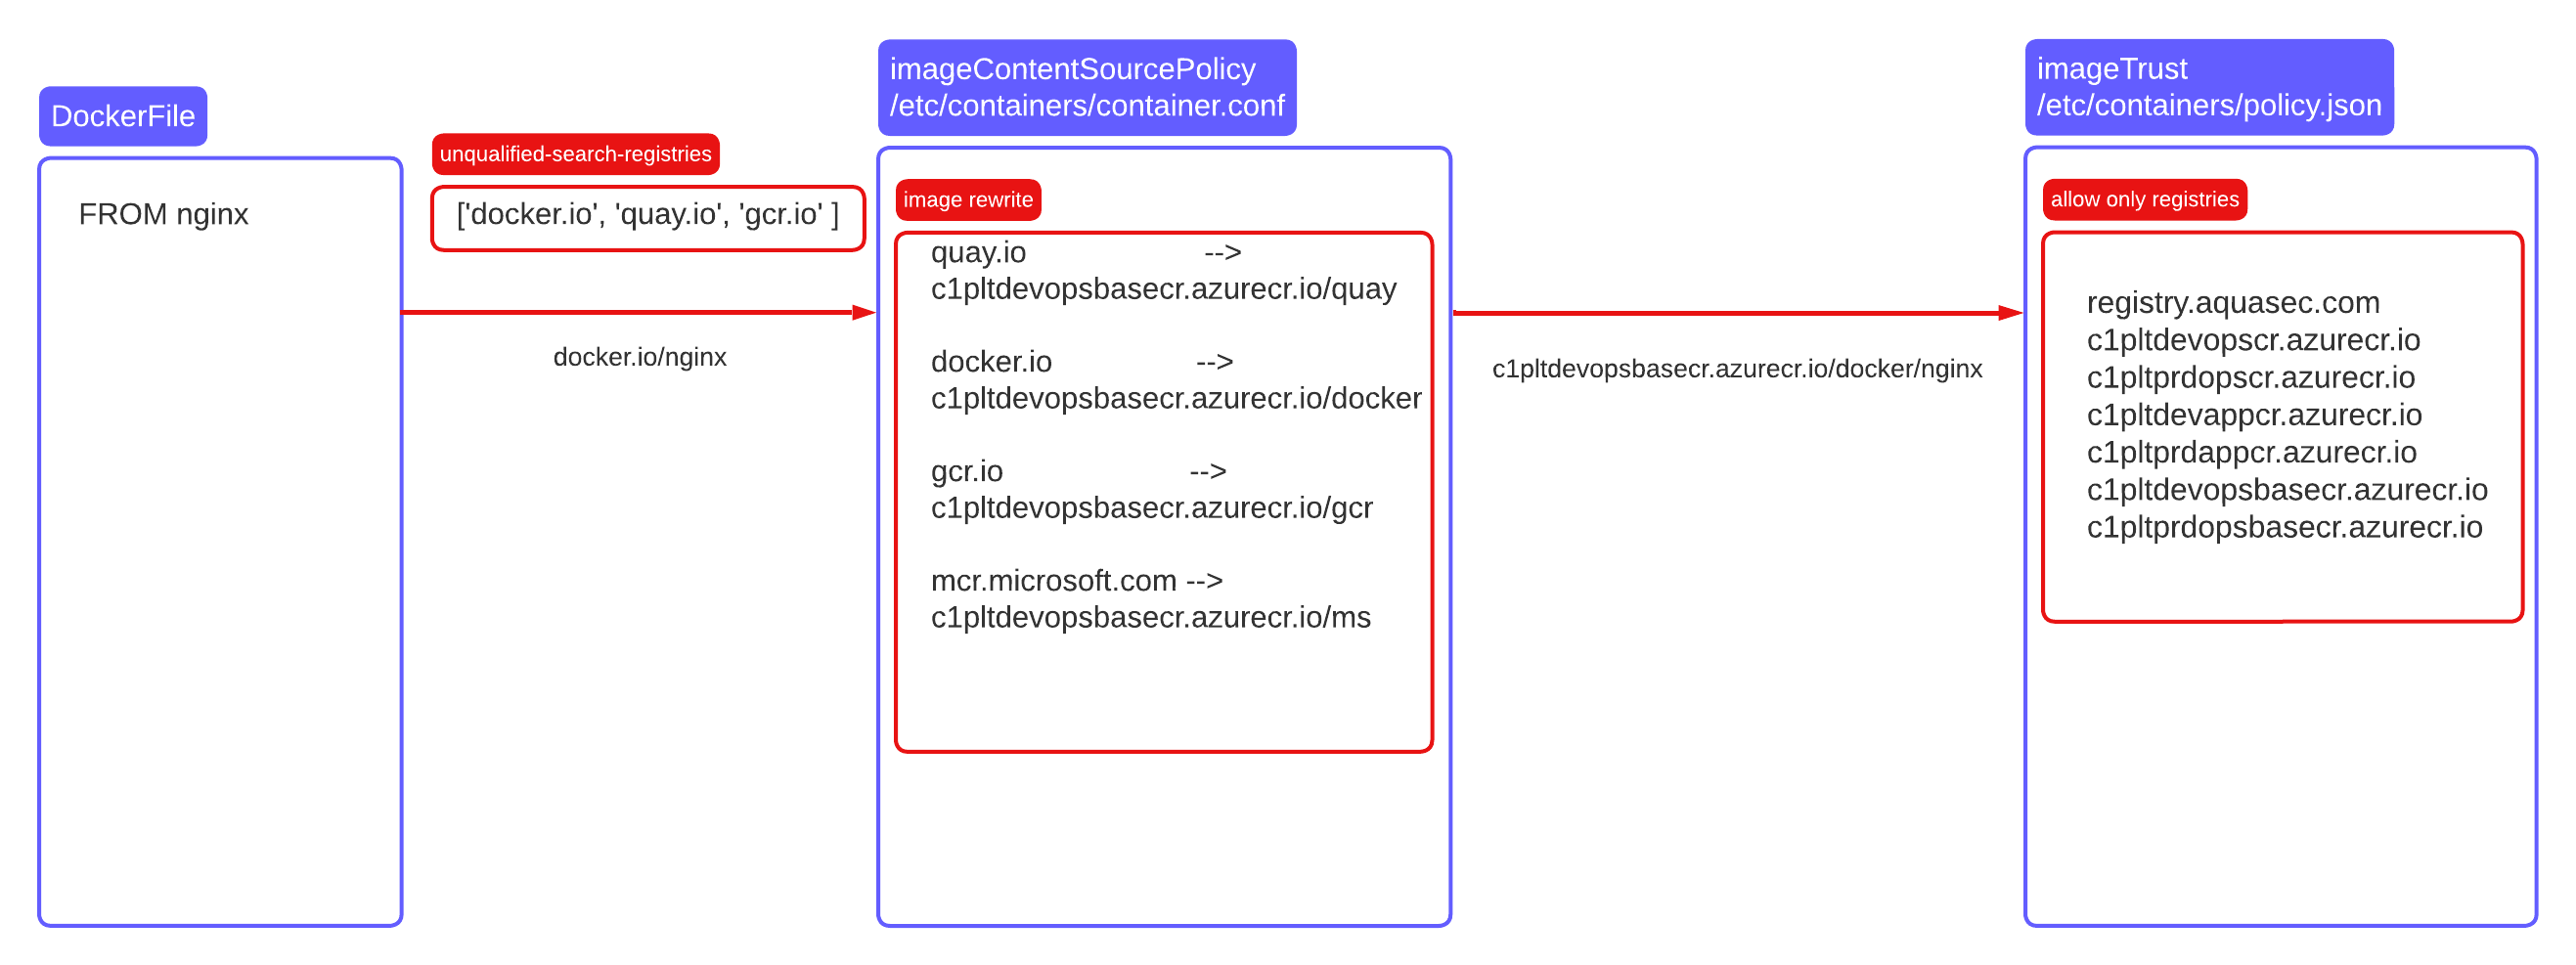 DockerFile
FROM nginx
unqualified-search-registries
['docker.io', 'quay.io', 'gcr.io' ]
docker.io/nginx
imageContentSourcePolicy
/etc/containers/container.conf
image rewrite
quay.io -->
c1pltdevopsbasecr.azurecr.io/quay
docker.io -->
c1pltdevopsbasecr.azurecr.io/docker
gcr.io -->
c1pltdevopsbasecr.azurecr.io/gcr
mcr.microsoft.com -->
c1pltdevopsbasecr.azurecr.io/ms
c1pltdevopsbasecr.azurecr.io/docker/nginx
imageTrust
/etc/containers/policy.json
allow only registries
registry.aquasec.com
c1pltdevopscr.azurecr.io
c1pltprdopscr.azurecr.io
c1pltdevappcr.azurecr.io
c1pltprdappcr.azurecr.io
c1pltdevopsbasecr.azurecr.io
c1pltprdopsbasecr.azurecr.io